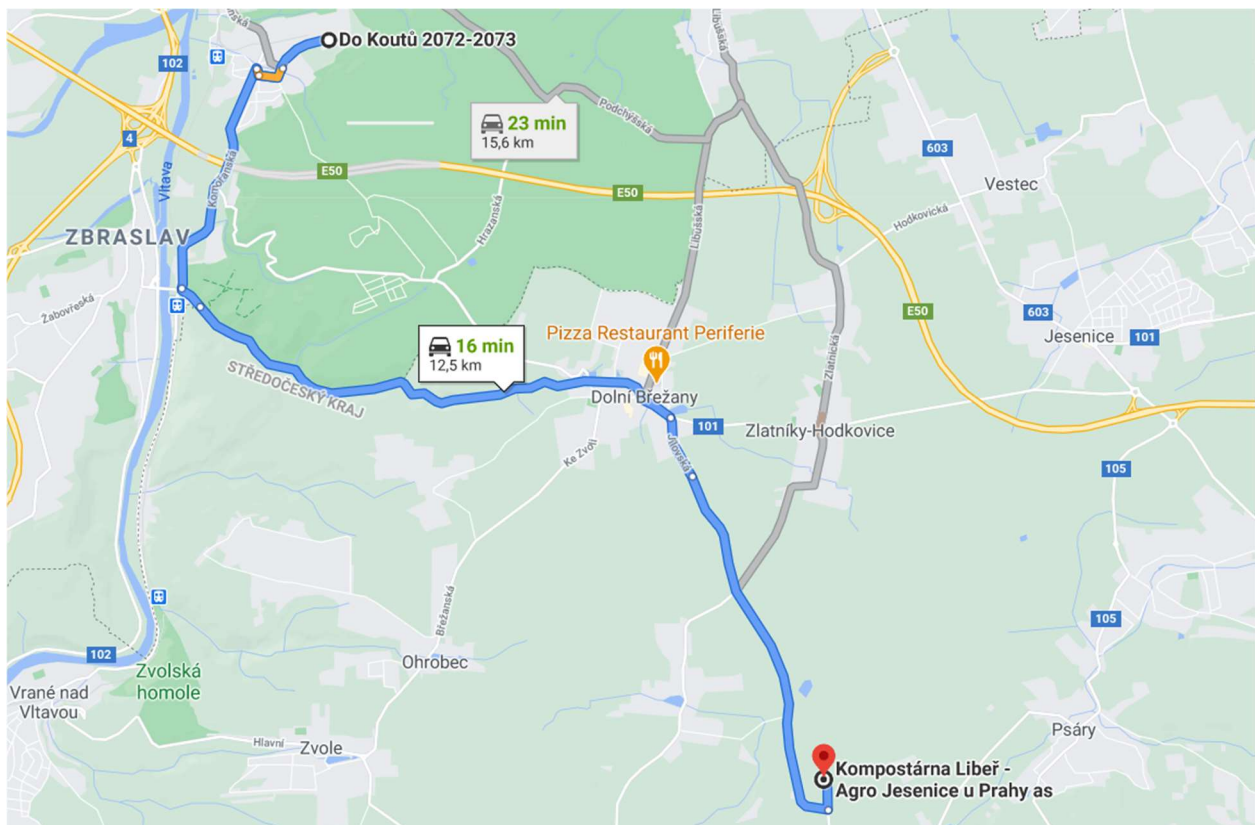 Do Koutů 2072-2073
102
4
Vltava
Komořanská
E50
ZBRASLAV
Žabovřeská
23 min
15,6 km
Podchýšská
Libušská
Libušská
E50
Hrazanská
603
Vestec
Hodkovická
Zlatnická
E50
603
Jesenice
101
Pizza Restaurant Periferie
16 min
12,5 km
STŘEDOČESKÝ KRAJ
Dolní Břežany
101
Zlatníky-Hodkovice
Ke Zvoli
Jílovská
105
Břežanská
105
102
Ohrobec
Zvolská
homole
Vrané nad
Vltavou
Hlavní
Zvole
Psáry
Kompostárna Libeř -
Agro Jesenice u Prahy as